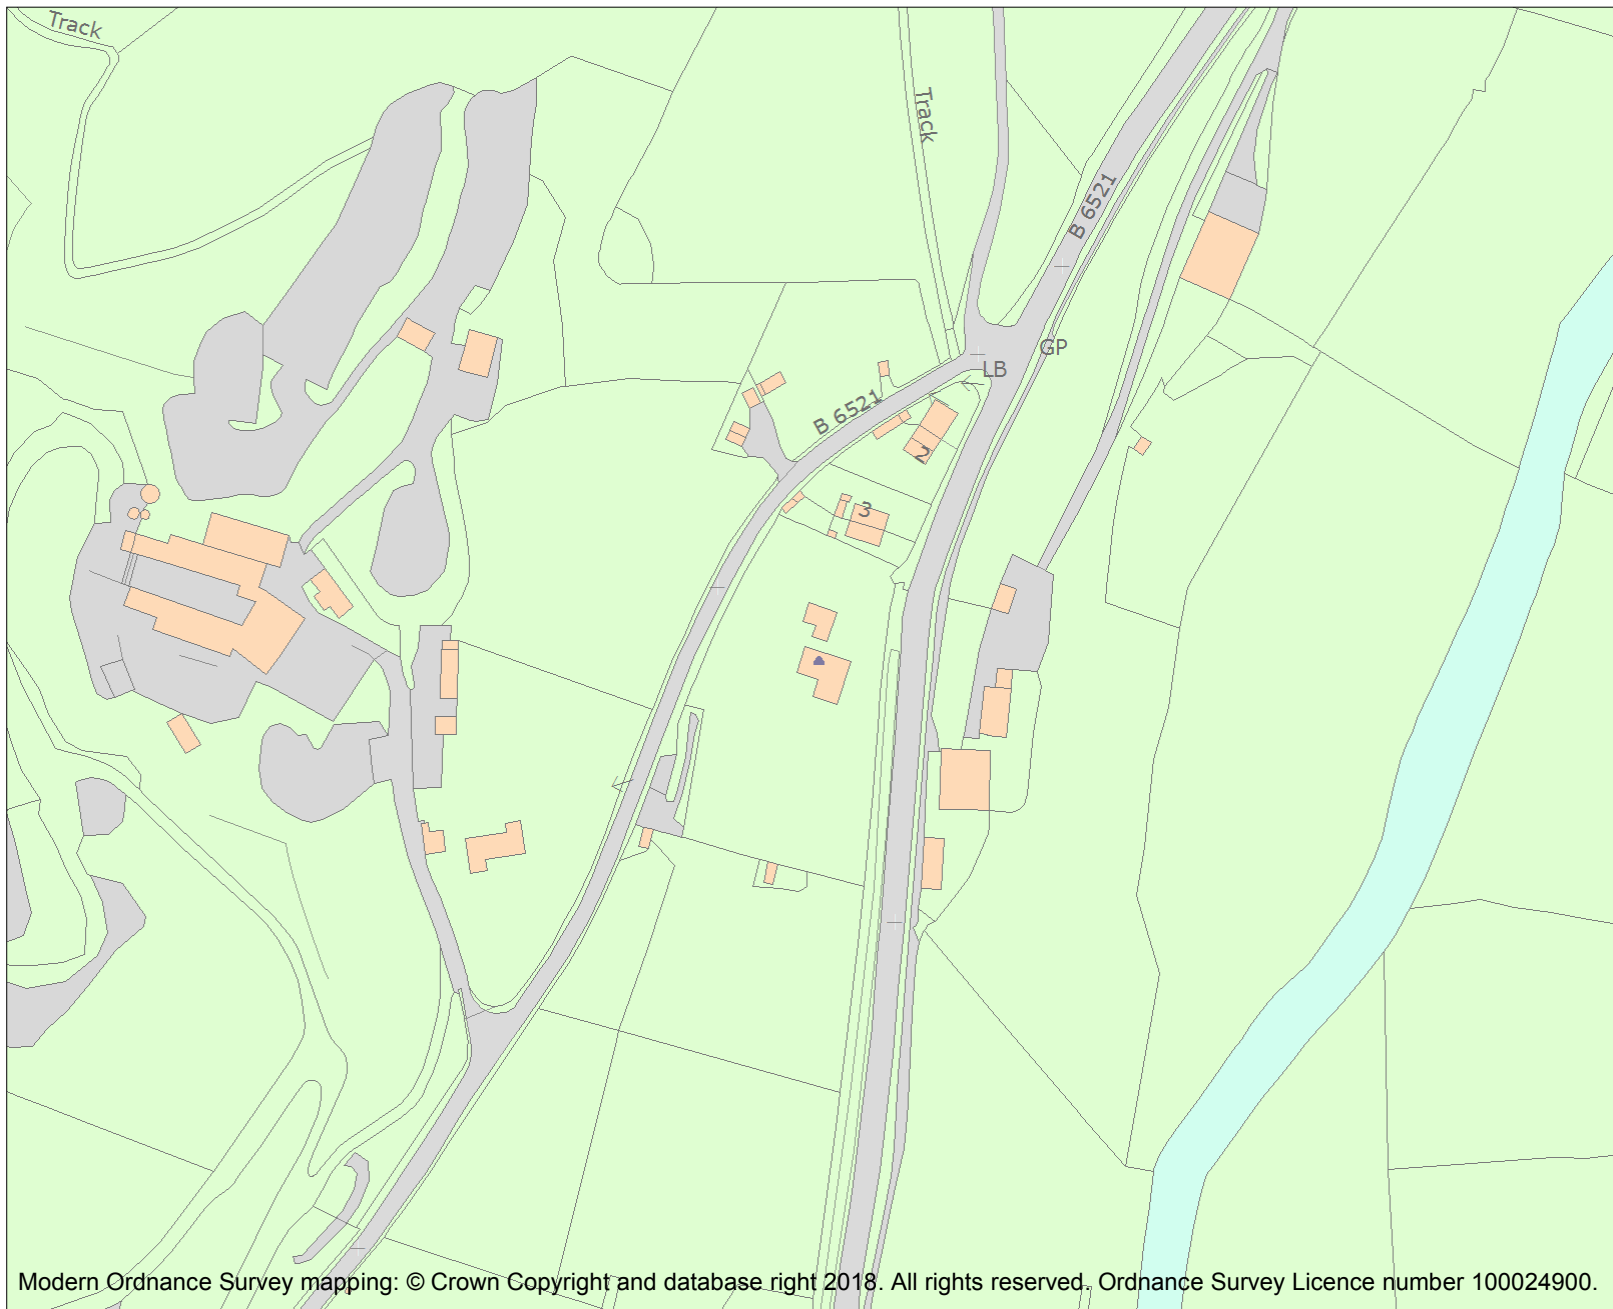 Track
Track
B 6521
GP
LB
B 6521
2
3
Modern Ordnance Survey mapping: © Crown Copyright and database right 2018. All rights reserved. Ordnance Survey Licence number 100024900.